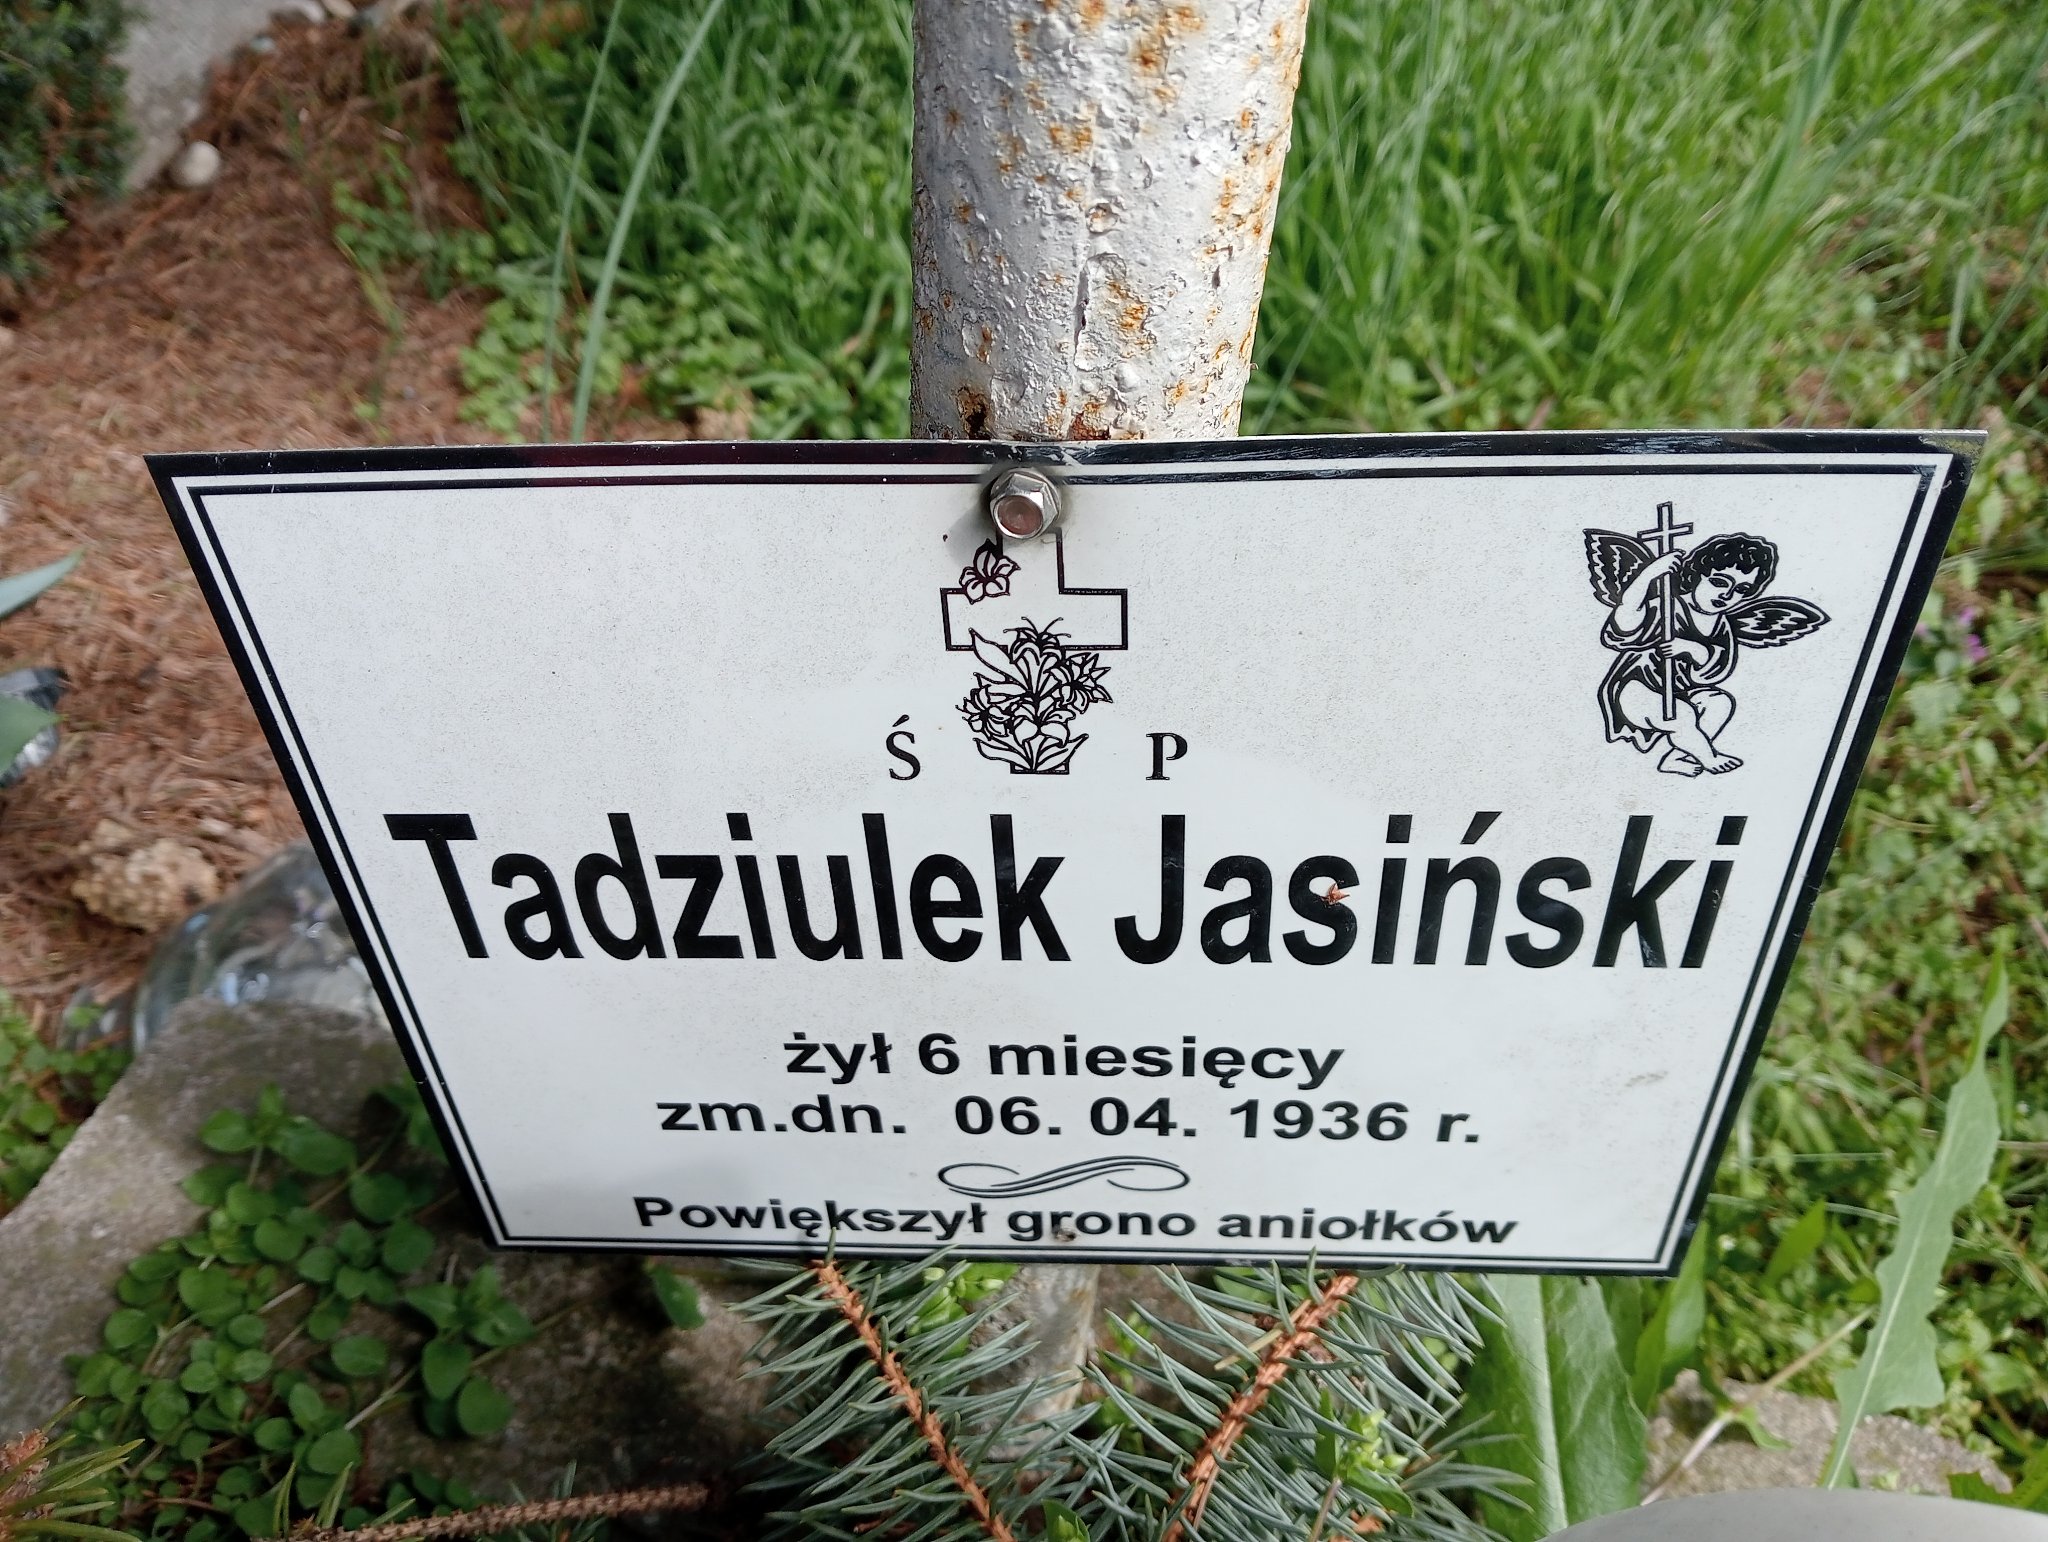 Ś P
Tadziulek Jasiński
żył 6 miesięcy
zm.dn. 06. 04. 1936 r.
Powiększył grono aniołków